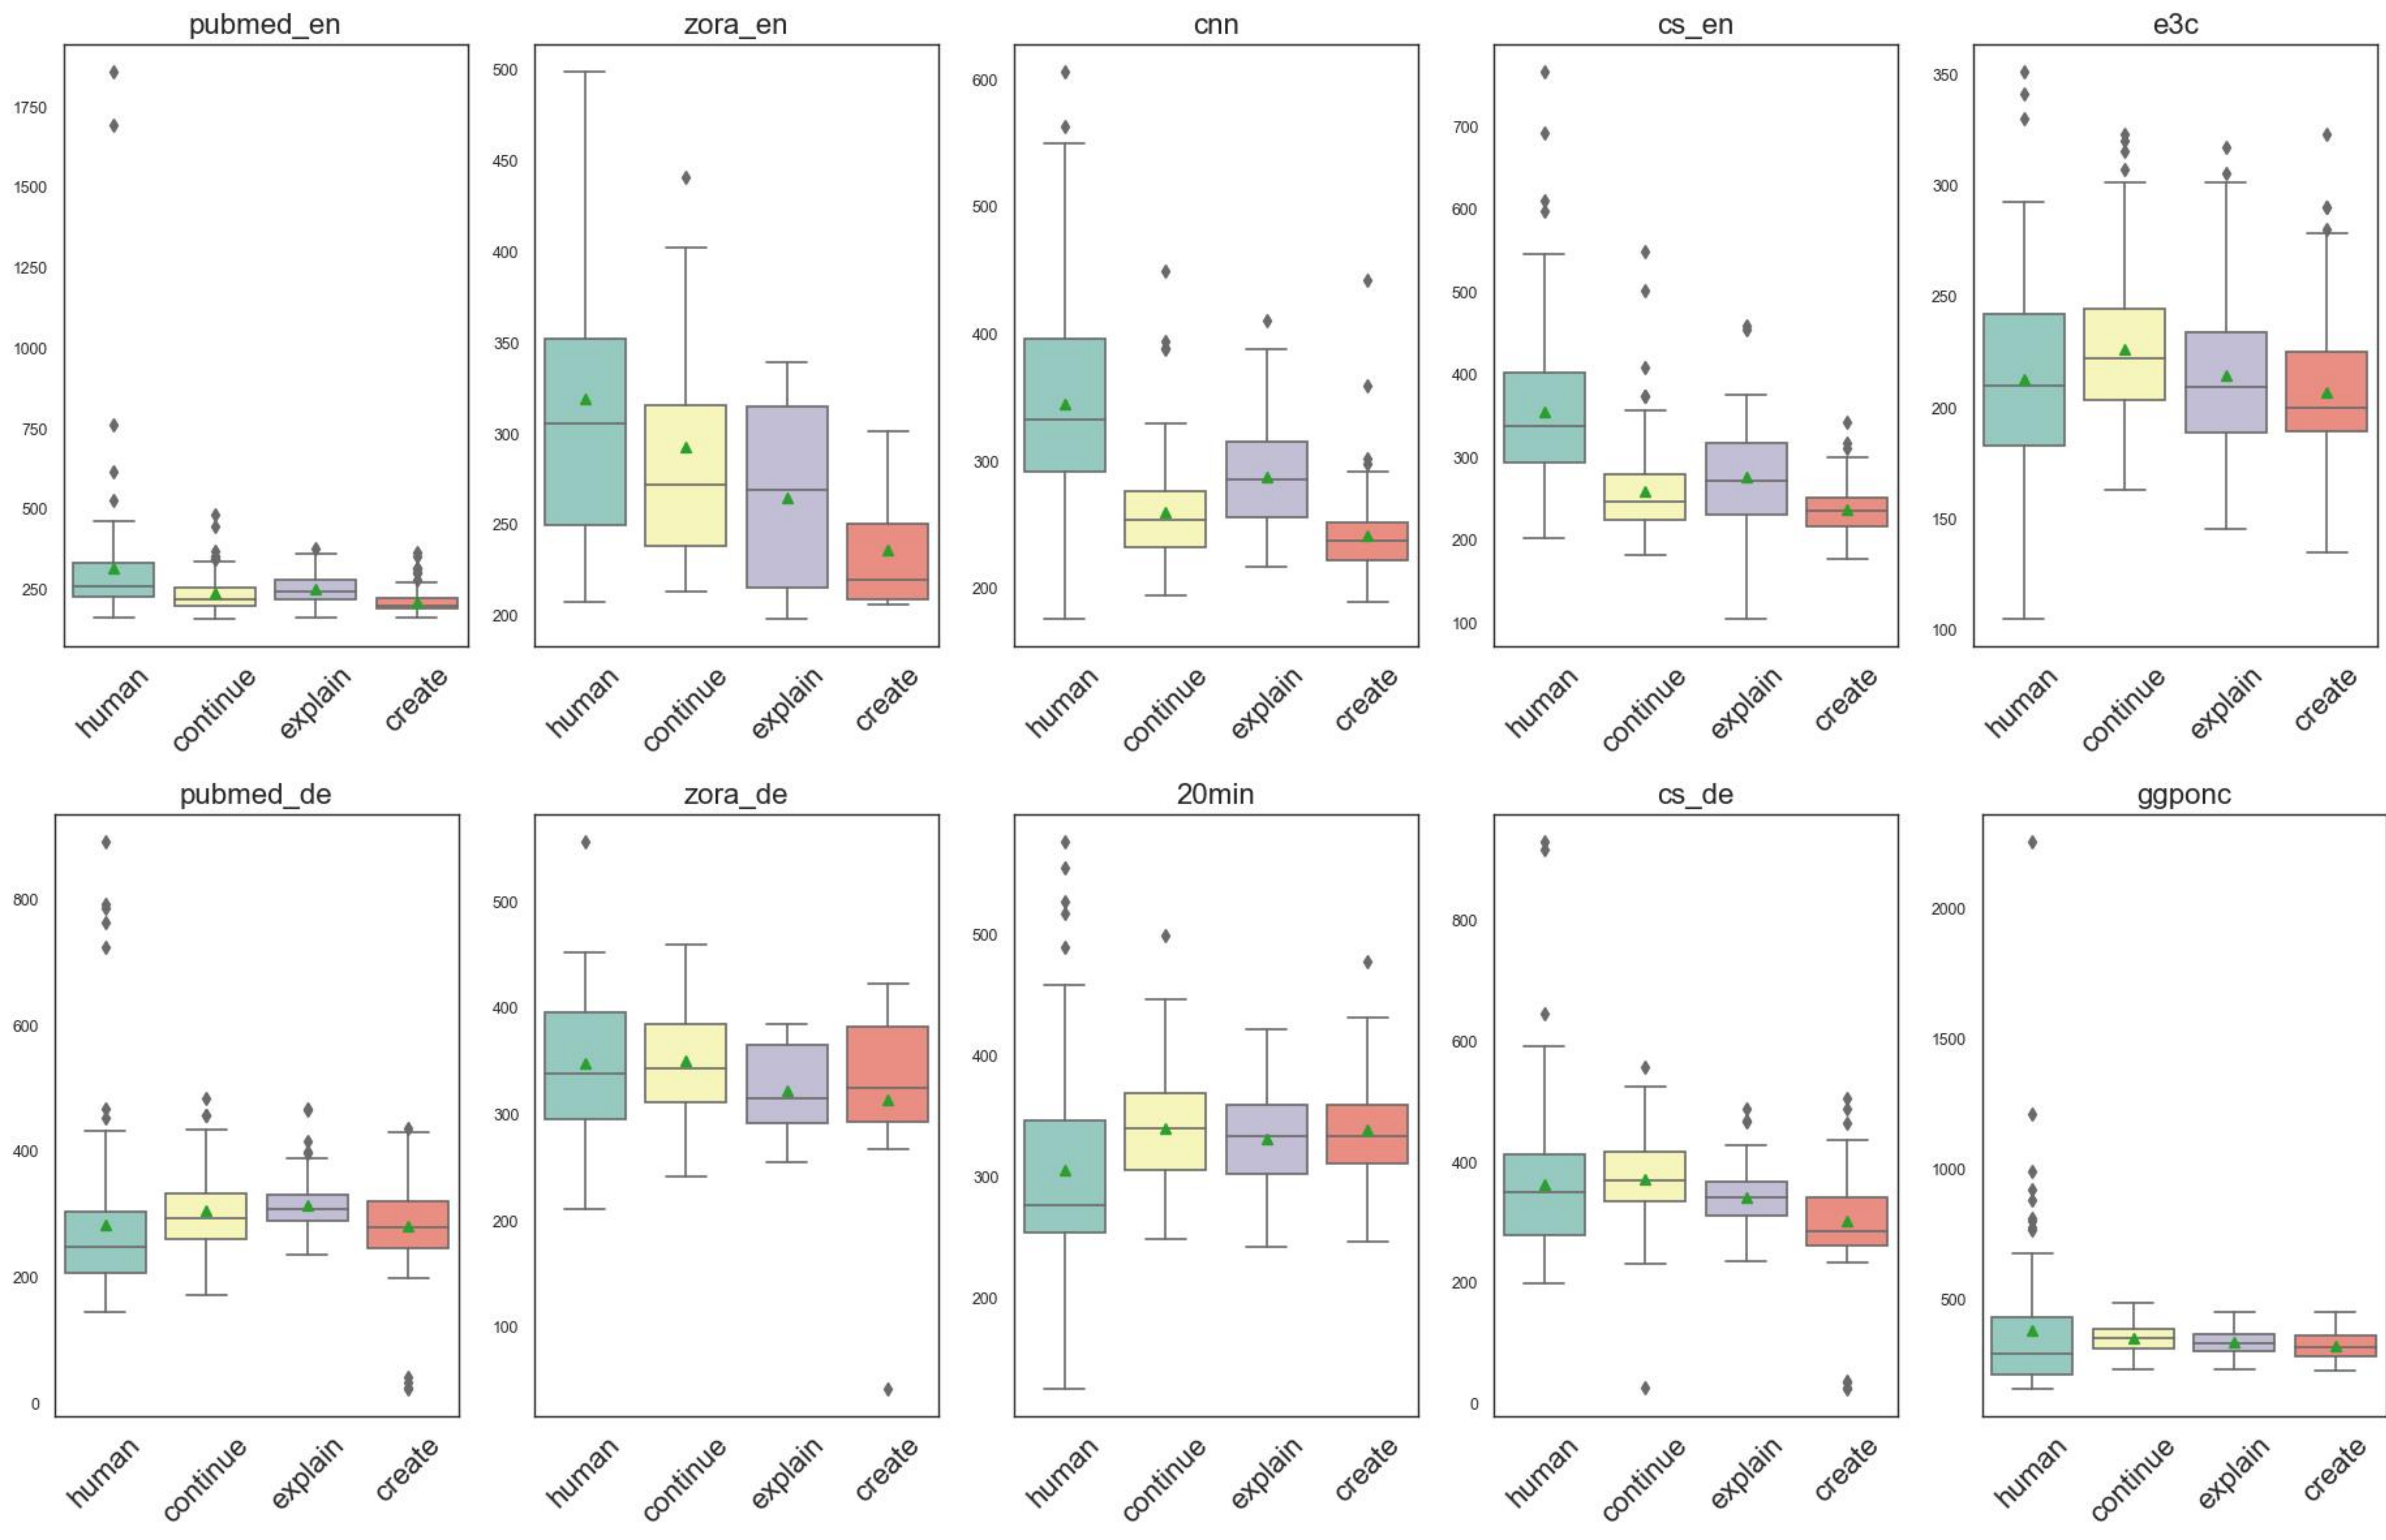 pubmed_en
1750
1500
1250
1000
750
500
250
human
continue
explain
create
zora_en
500
450
400
350
300
250
200
human
continue
explain
create
cnn
600
500
400
300
200
human
continue
explain
create
cs_en
700
600
500
400
300
200
100
human
continue
explain
create
e3c
350
300
250
200
150
100
human
continue
explain
create
pubmed_de
800
600
400
200
0
human
continue
explain
create
zora_de
500
400
300
200
100
human
continue
explain
create
20min
500
400
300
200
human
continue
explain
create
cs_de
800
600
400
200
0
human
continue
explain
create
ggponc
2000
1500
1000
500
human
continue
explain
create